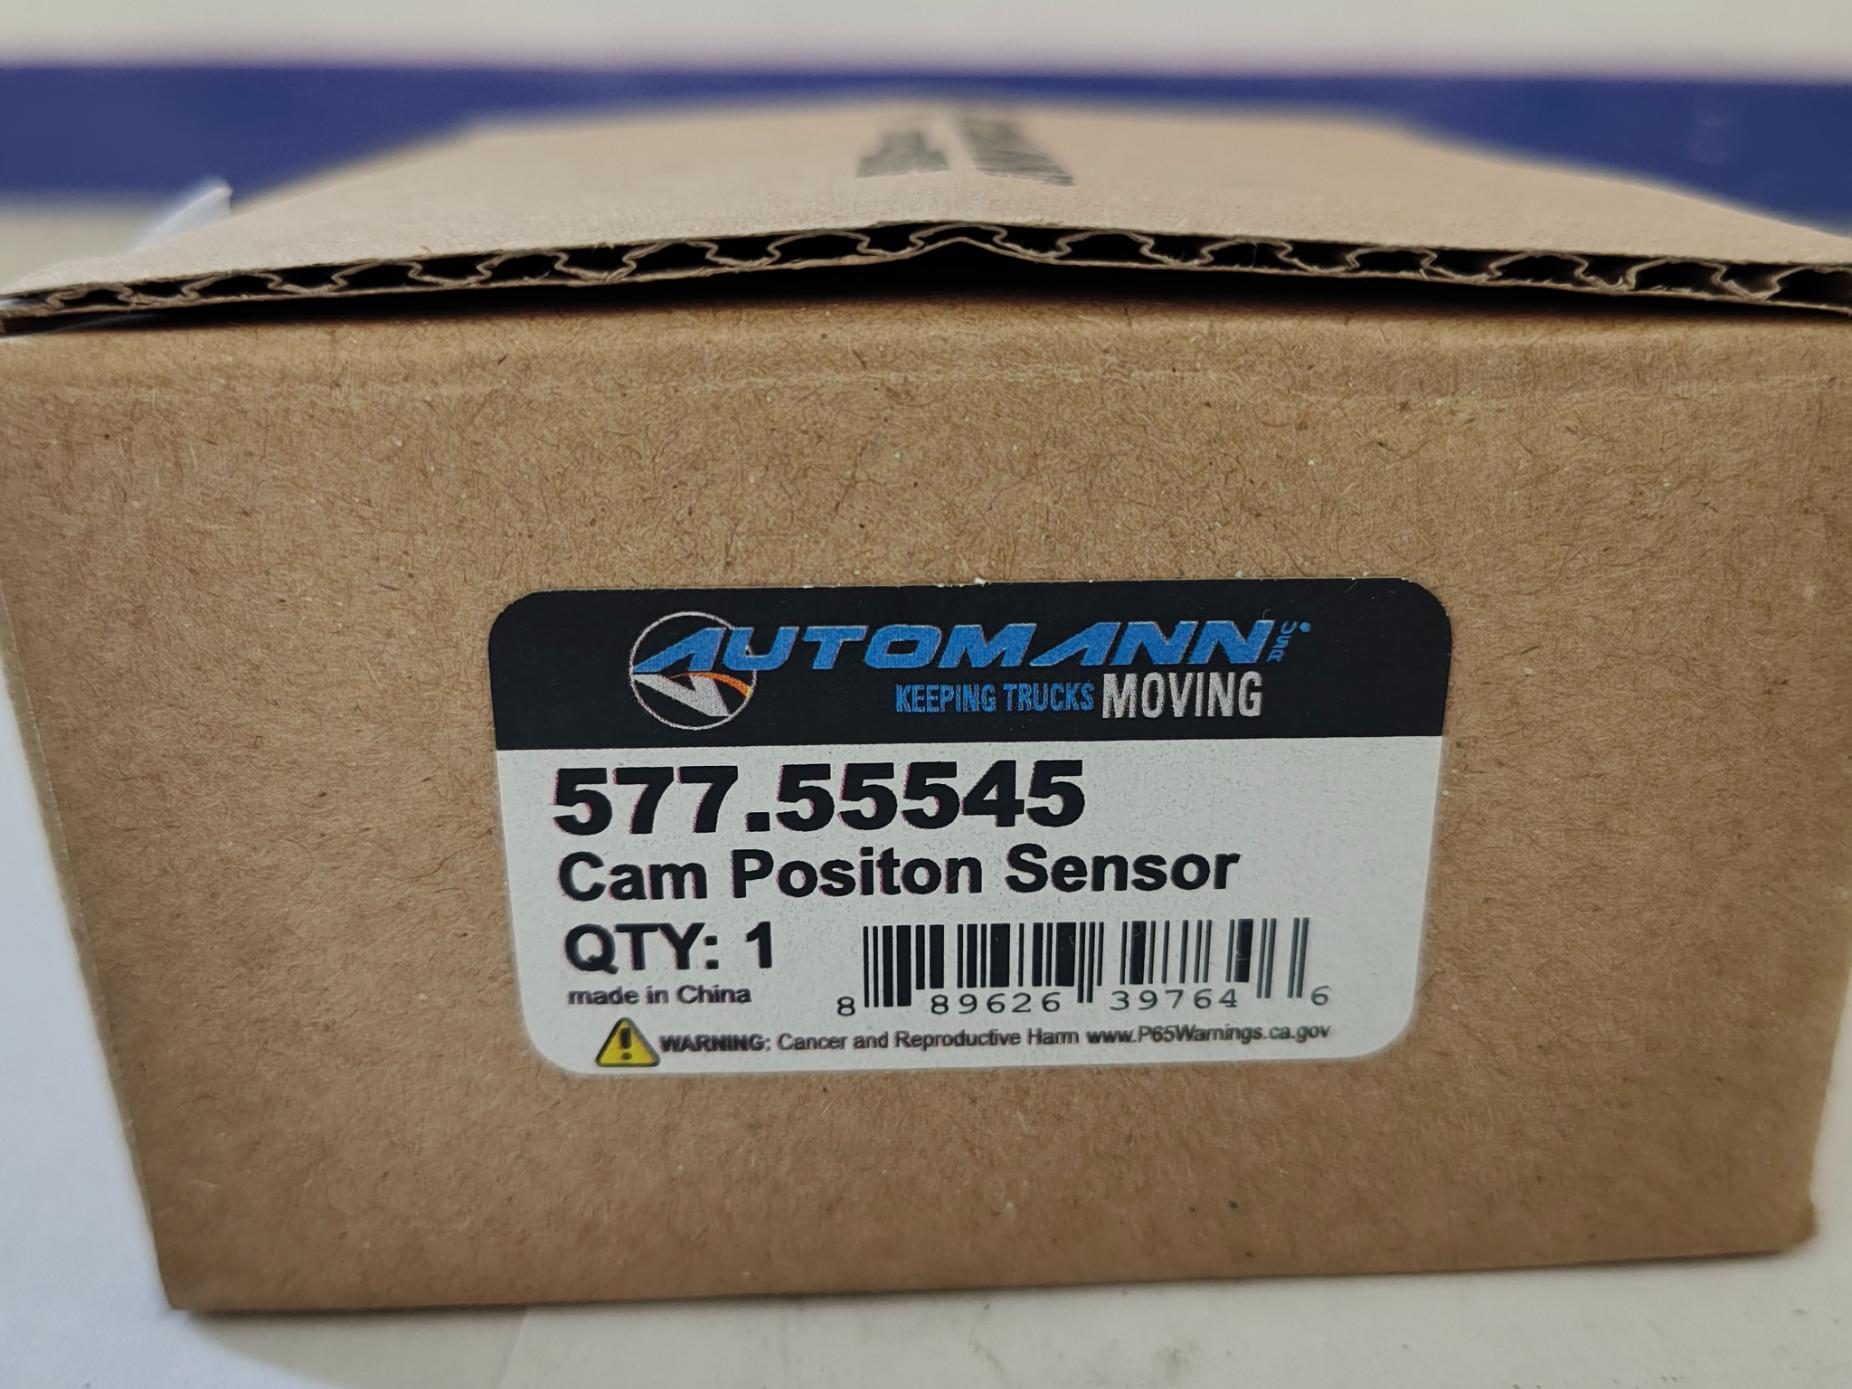 AUTOMANN USA
KEEPING TRUCKS MOVING
577.55545
Cam Positon Sensor
QTY: 1
made in China
8 89626 39764 6
WARNING: Cancer and Reproductive Harm www.P65Warnings.ca.gov